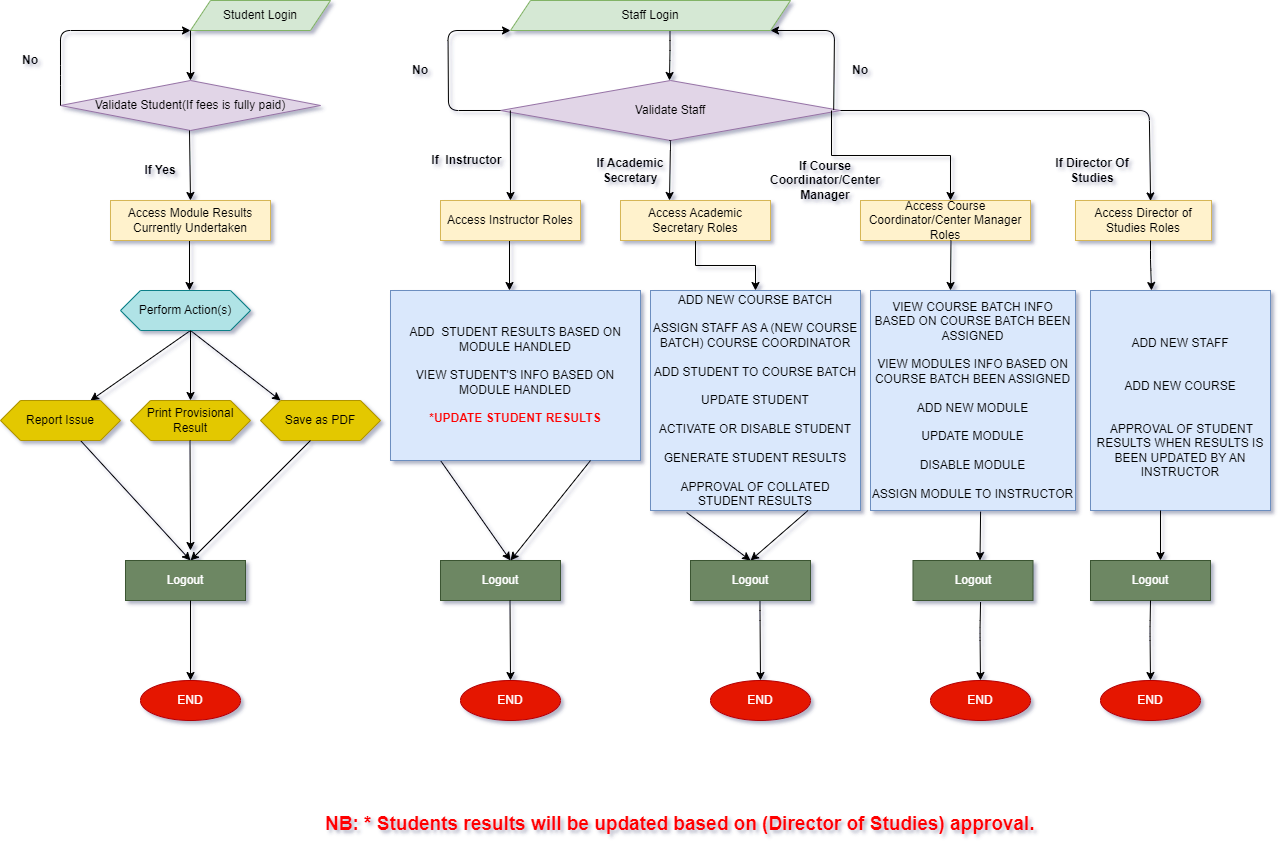 Student Login
No
Validate Student(If fees is fully paid)
If Yes
Access Module Results
Currently Undertaken
Perform Action(s)
Report Issue
Print Provisional
Result
Save as PDF
Logout
END
Staff Login
No
No
Validate Staff
If  Instructor
If Academic
Secretary
If Course
Coordinator/Center
Manager
If Director Of
Studies
Access Instructor Roles
Access Academic
Secretary Roles
Access Course
Coordinator/Center Manager
Roles
Access Director of
Studies Roles
ADD  STUDENT RESULTS BASED ON
MODULE HANDLED
VIEW STUDENT'S INFO BASED ON
MODULE HANDLED
*UPDATE STUDENT RESULTS
ADD NEW COURSE BATCH
ASSIGN STAFF AS A (NEW COURSE
BATCH) COURSE COORDINATOR
ADD STUDENT TO COURSE BATCH
UPDATE STUDENT
ACTIVATE OR DISABLE STUDENT
GENERATE STUDENT RESULTS
APPROVAL OF COLLATED
STUDENT RESULTS
VIEW COURSE BATCH INFO
BASED ON COURSE BATCH BEEN
ASSIGNED
VIEW MODULES INFO BASED ON
COURSE BATCH BEEN ASSIGNED
ADD NEW MODULE
UPDATE MODULE
DISABLE MODULE
ASSIGN MODULE TO INSTRUCTOR
ADD NEW STAFF
ADD NEW COURSE
APPROVAL OF STUDENT
RESULTS WHEN RESULTS IS
BEEN UPDATED BY AN
INSTRUCTOR
Logout
Logout
Logout
Logout
END
END
END
END
NB: * Students results will be updated based on (Director of Studies) approval.